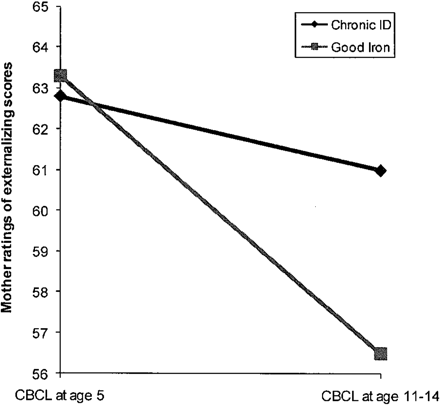 Mother ratings of externalizing scores
65
64
63
62
61
60
59
58
57
56
Chronic ID
Good Iron
CBCL at age 5
CBCL at age 11-14